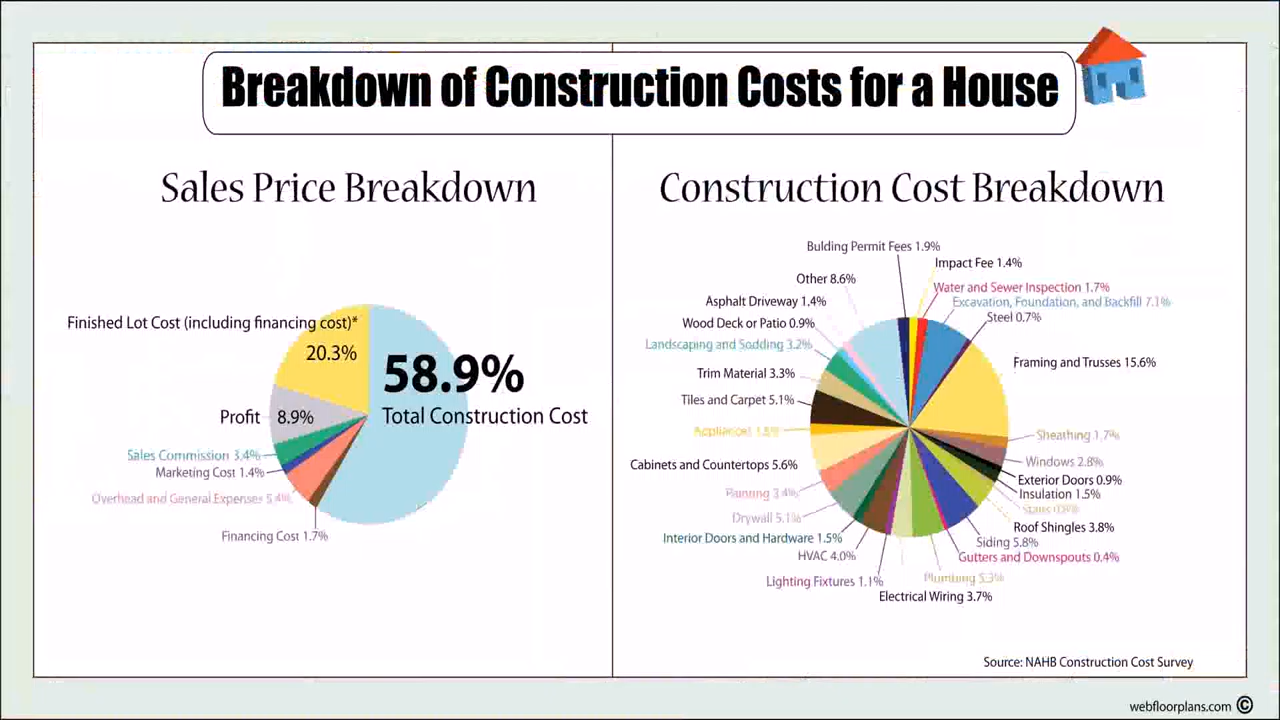 Breakdown of Construction Costs for a House
Sales Price Breakdown
Finished Lot Cost (including financing cost)*
20.3%
58.9%
Total Construction Cost
Profit 8.9%
Sales Commission 3.4%
Marketing Cost 1.4%
Overhead and General Expenses 5.4%
Financing Cost 1.7%
Construction Cost Breakdown
Bulding Permit Fees 1.9%
Impact Fee 1.4%
Other 8.6%
Water and Sewer Inspection 1.7%
Asphalt Driveway 1.4%
Excavation, Foundation, and Backfill 7.1%
Wood Deck or Patio 0.9%
Steel 0.7%
Landscaping and Sodding 3.2%
Framing and Trusses 15.6%
Trim Material 3.3%
Tiles and Carpet 5.1%
Appliances
Sheathing 1.7%
Cabinets and Countertops 5.6%
Windows 2.8%
Exterior Doors 0.9%
Painting 3.4%
Insulation 1.5%
Stairs
Drywall 5.1%
Roof Shingles 3.8%
Interior Doors and Hardware 1.5%
Siding 5.8%
HVAC 4.0%
Gutters and Downspouts 0.4%
Lighting Fixtures 1.1%
Plumbing 5.3%
Electrical Wiring 3.7%
Source: NAHB Construction Cost Survey
webfloorplans.com ©